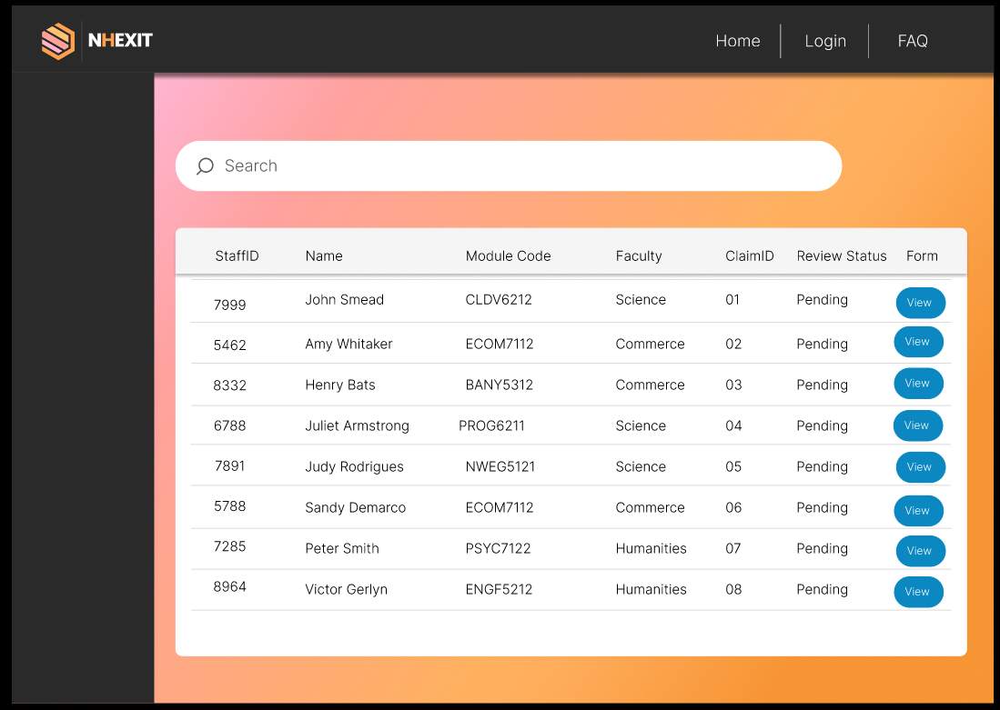 NHEXIT Home Login FAQ
Search
StaffID Name Module Code Faculty ClaimID Review Status Form
7999 John Smead CLDV6212 Science 01 Pending View
5462 Amy Whitaker ECOM7112 Commerce 02 Pending View
8332 Henry Bats BANY5312 Commerce 03 Pending View
6788 Juliet Armstrong PROG6211 Science 04 Pending View
7891 Judy Rodrigues NWEG5121 Science 05 Pending View
5788 Sandy Demarco ECOM7112 Commerce 06 Pending View
7285 Peter Smith PSYC7122 Humanities 07 Pending View
8964 Victor Gerlyn ENGF5212 Humanities 08 Pending View